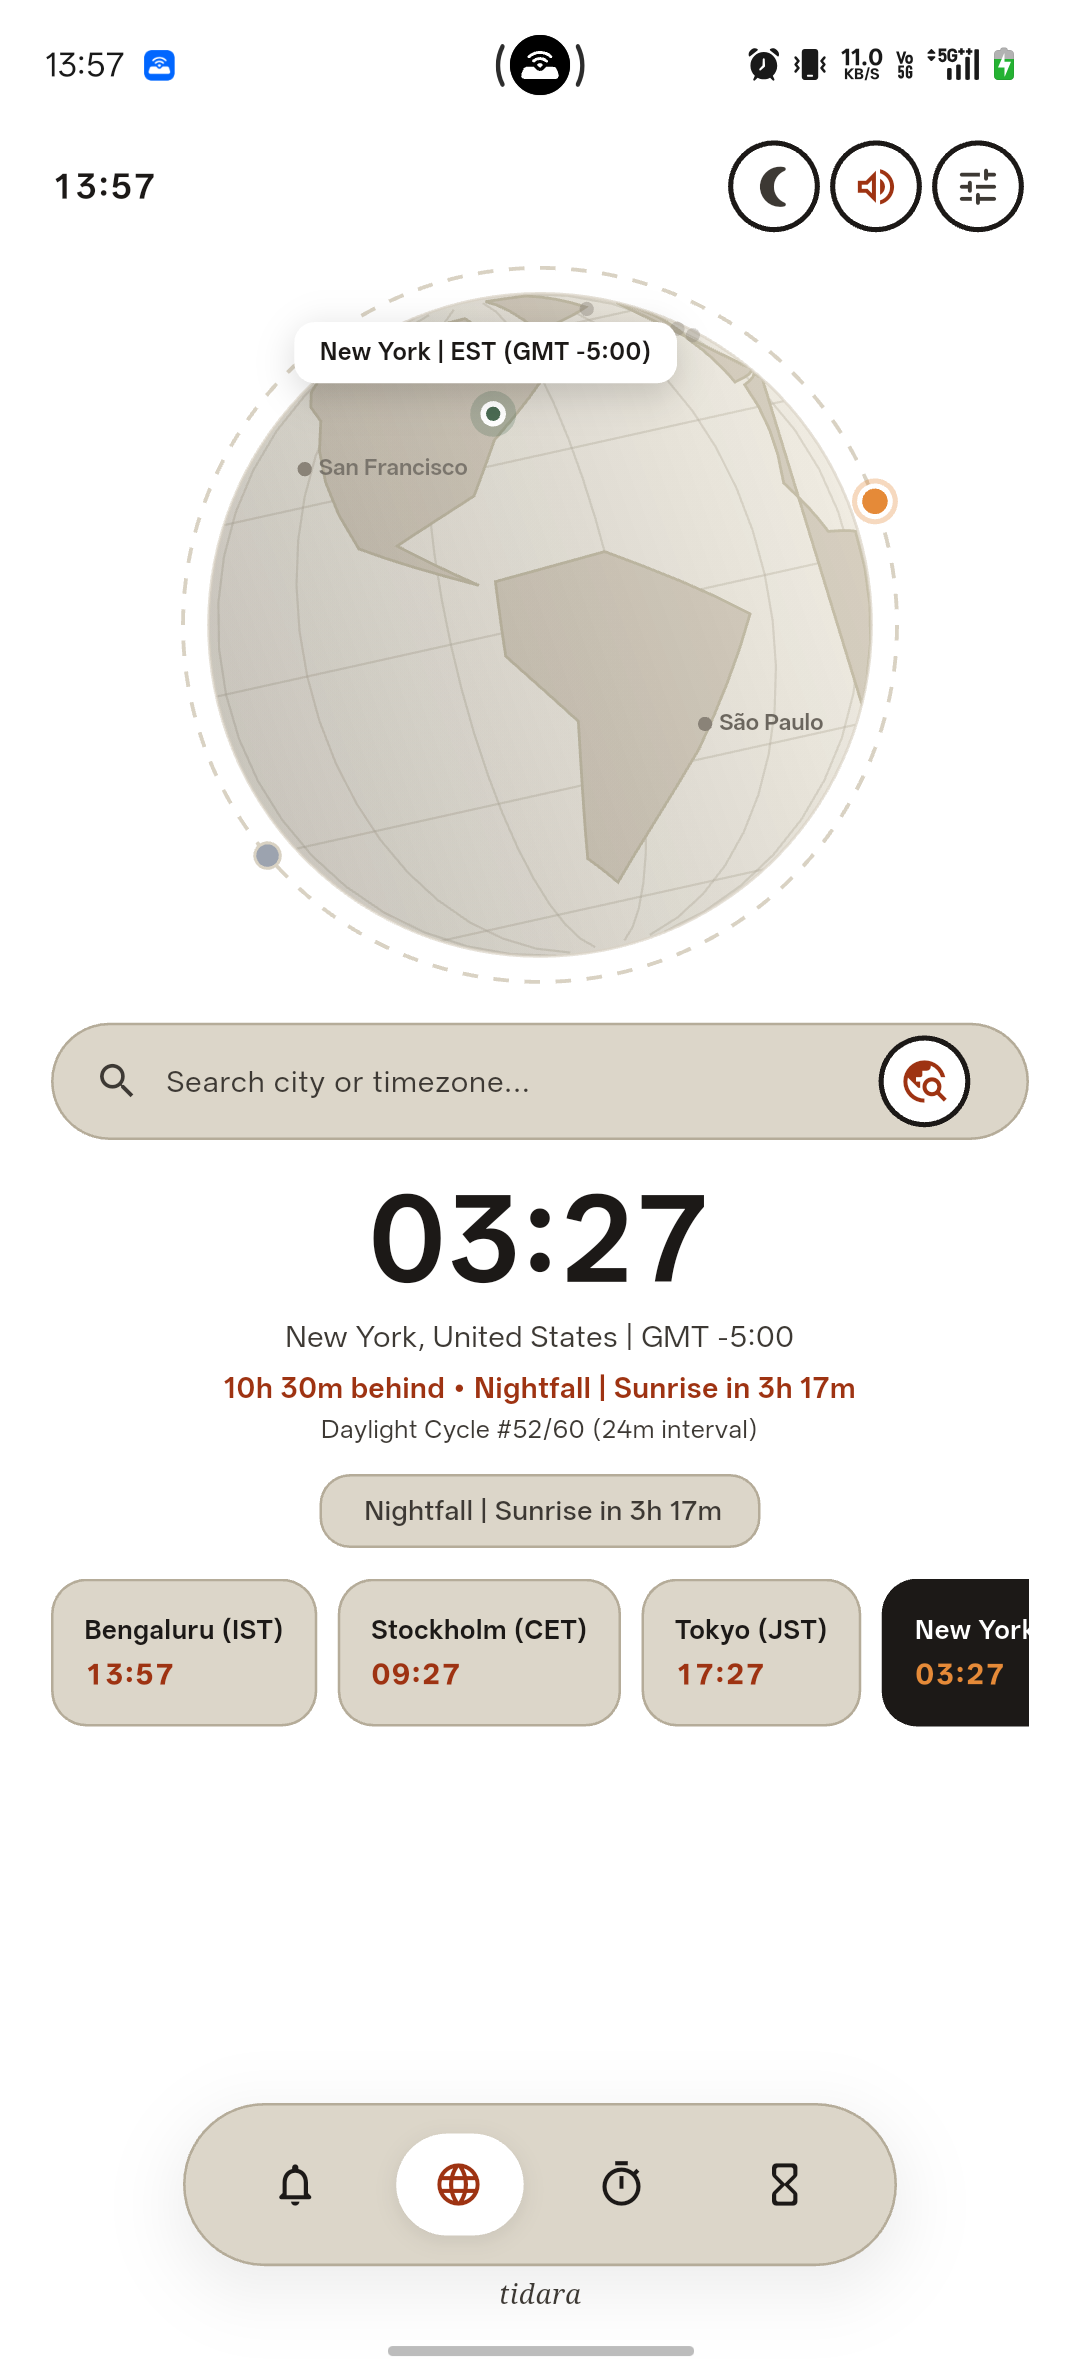 13:57
11.0
KB/S
Vo
5G
5G++
13:57
New York | EST (GMT -5:00)
San Francisco
São Paulo
Search city or timezone...
03:27
New York, United States | GMT -5:00
10h 30m behind • Nightfall | Sunrise in 3h 17m
Daylight Cycle #52/60 (24m interval)
Nightfall | Sunrise in 3h 17m
Bengaluru (IST)
13:57
Stockholm (CET)
09:27
Tokyo (JST)
17:27
New York
03:27
tidara